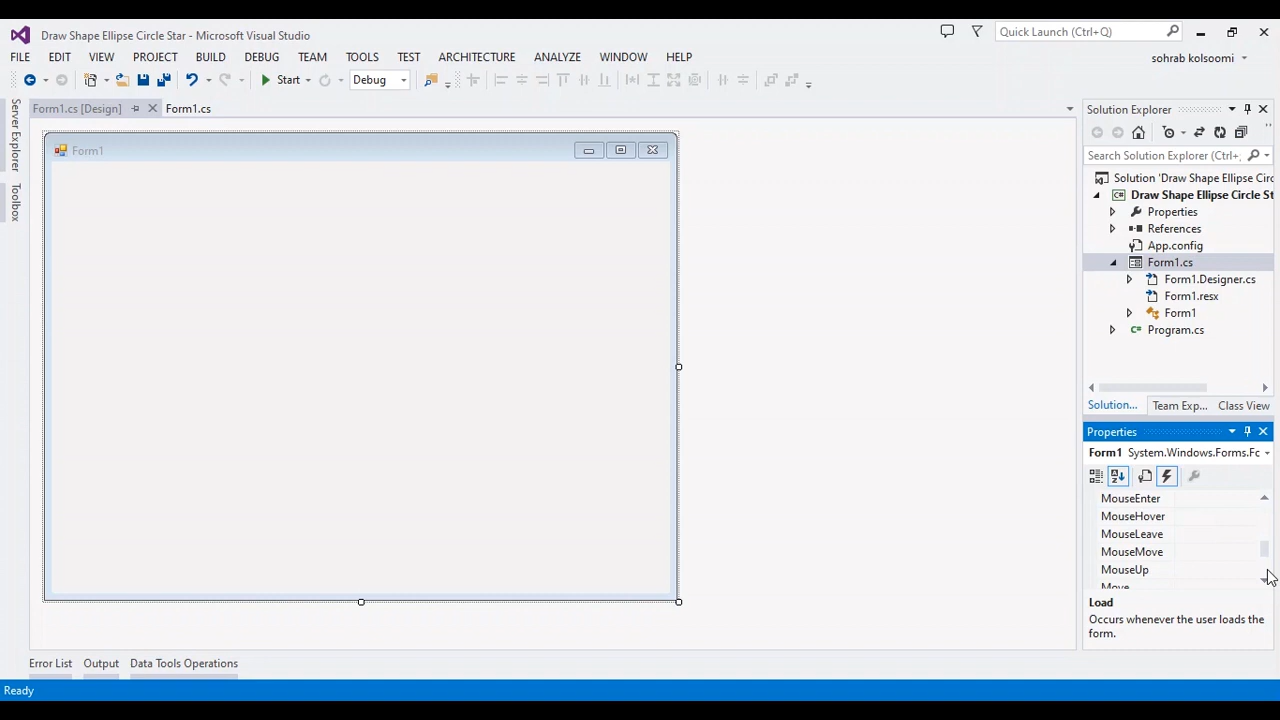 Draw Shape Ellipse Circle Star - Microsoft Visual Studio
Quick Launch (Ctrl+Q)
FILE EDIT VIEW PROJECT BUILD DEBUG TEAM TOOLS TEST ARCHITECTURE ANALYZE WINDOW HELP
sohrab kolsoomi
Start Debug
Form1.cs [Design] Form1.cs
Server Explorer
Toolbox
Form1
Solution Explorer
Search Solution Explorer (Ctrl+;
Solution 'Draw Shape Ellipse Circ
Draw Shape Ellipse Circle St
Properties
References
App.config
Form1.cs
Form1.Designer.cs
Form1.resx
Form1
Program.cs
Solution... Team Exp... Class View
Properties
Form1 System.Windows.Forms.Fc
MouseEnter
MouseHover
MouseLeave
MouseMove
MouseUp
Move
Load
Occurs whenever the user loads the
form.
Error List Output Data Tools Operations
Ready